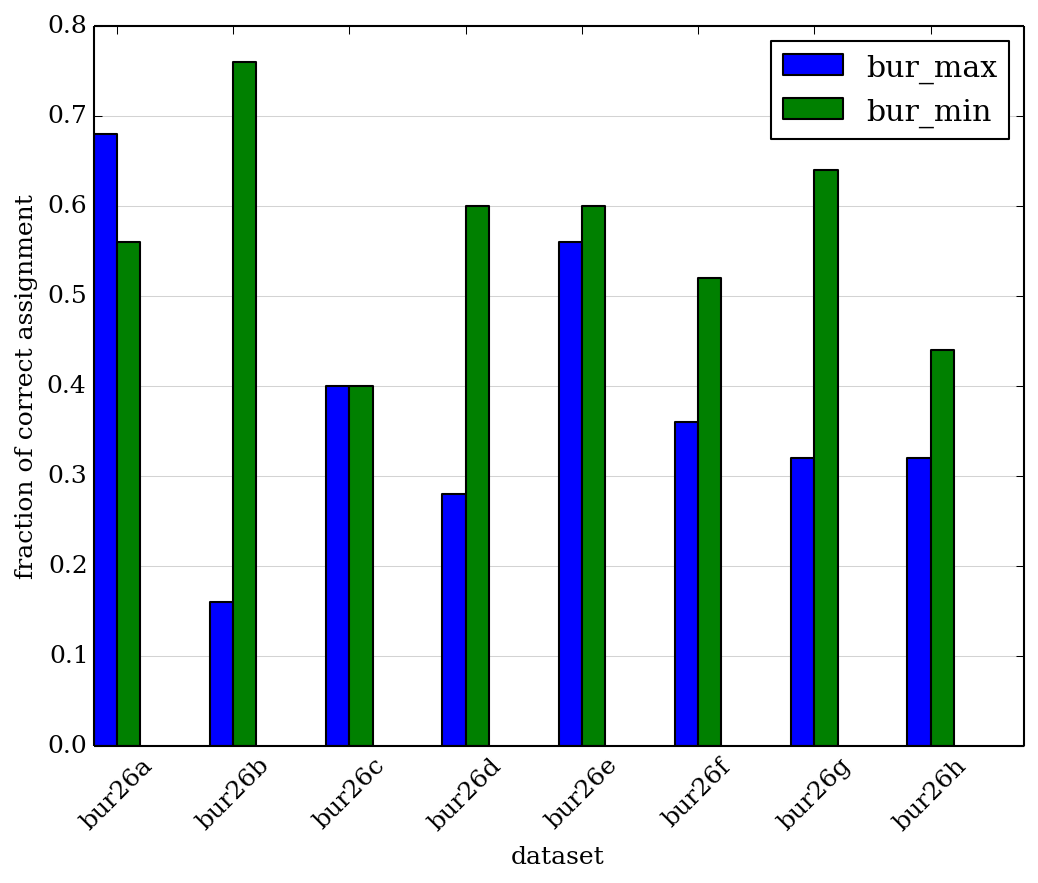 0.8
0.7
0.6
0.5
0.4
0.3
0.2
0.1
0.0
fraction of correct assignment
bur_max
bur_min
bur26a
bur26b
bur26c
bur26d
bur26e
bur26f
bur26g
bur26h
dataset